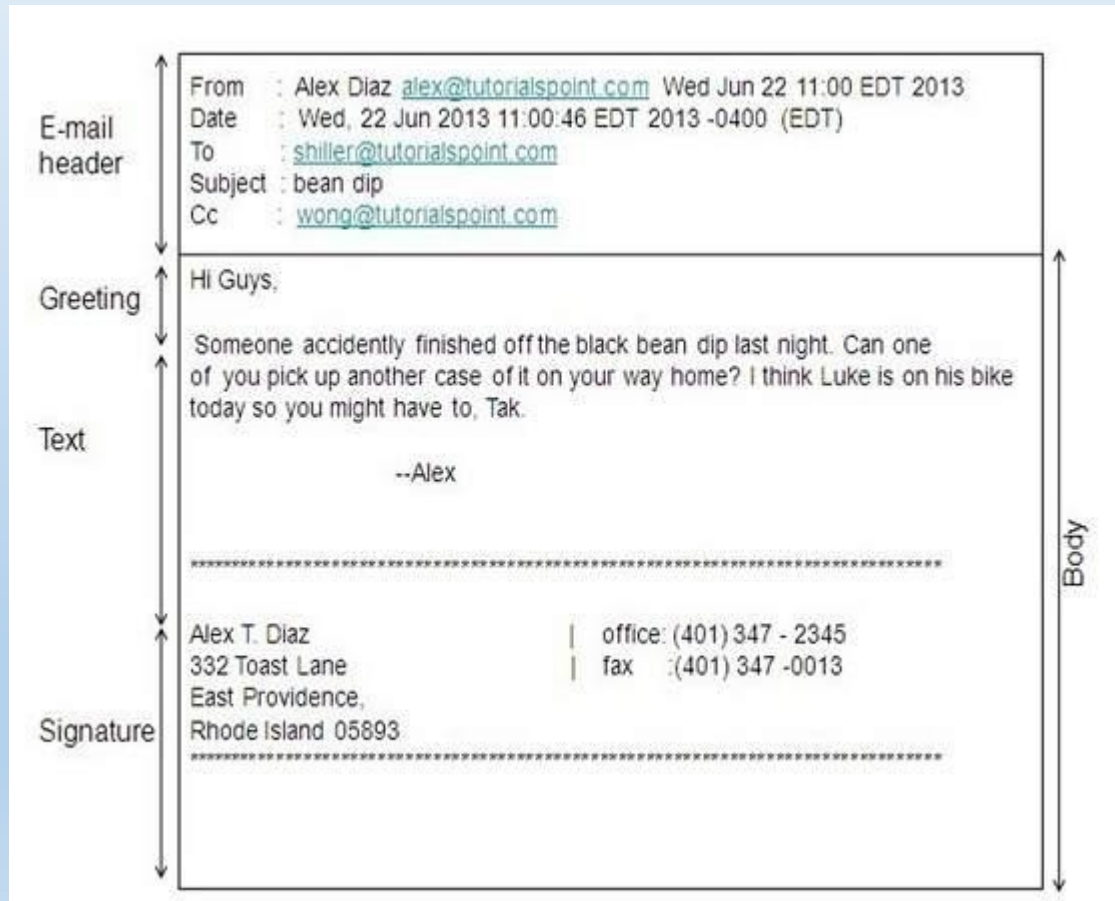 E-mail
header
From : Alex Diaz alex@tutorialspoint.com Wed Jun 22 11:00 EDT 2013
Date : Wed, 22 Jun 2013 11:00:46 EDT 2013 -0400 (EDT)
To : shiller@tutorialspoint.com
Subject : bean dip
Cc : wong@tutorialspoint.com
Greeting
Hi Guys,
Text
Someone accidently finished off the black bean dip last night. Can one
of you pick up another case of it on your way home? I think Luke is on his bike
today so you might have to, Tak.
--Alex
*******************************************************************************
Signature
Alex T. Diaz | office: (401) 347 - 2345
332 Toast Lane | fax :(401) 347 -0013
East Providence,
Rhode Island 05893
*******************************************************************************
Body